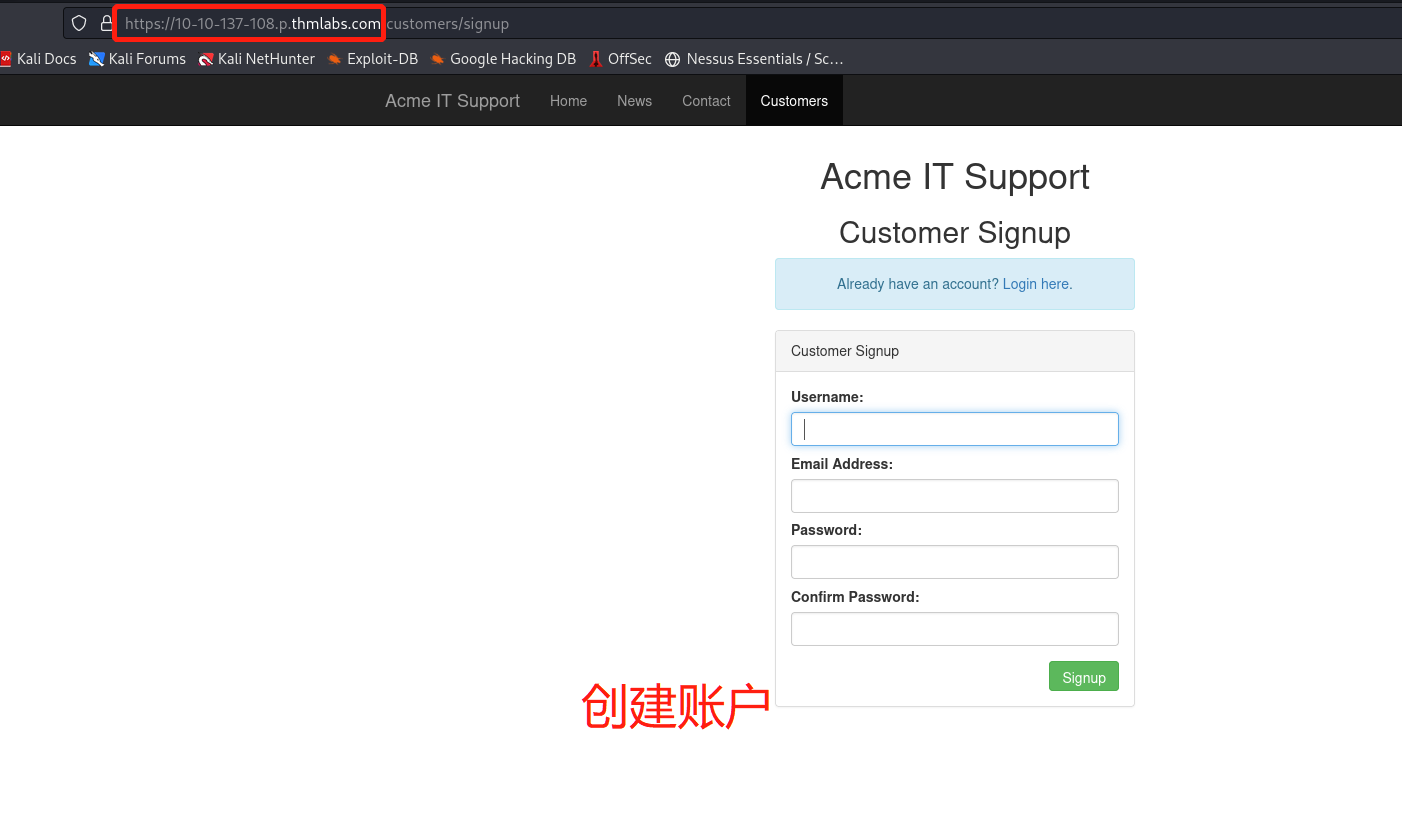 https://10-10-137-108.p.thmlabs.com/customers/signup
Kali Docs Kali Forums Kali NetHunter Exploit-DB Google Hacking DB OffSec Nessus Essentials / Sc...
Acme IT Support Home News Contact Customers
Acme IT Support
Customer Signup
Already have an account? Login here.
Customer Signup
Username:
Email Address:
Password:
Confirm Password:
Signup
创建账户